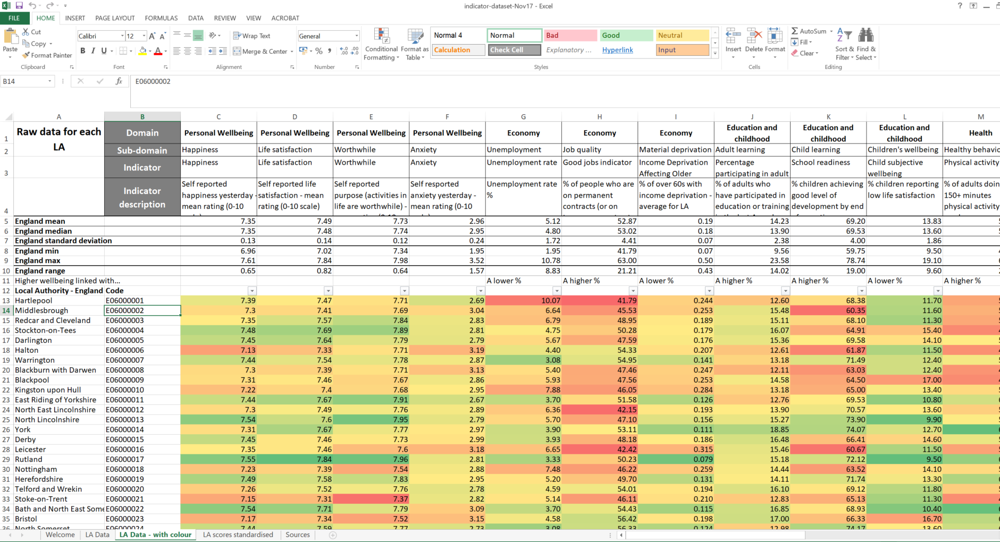 indicator-dataset-Nov17 - Excel
FILE HOME INSERT PAGE LAYOUT FORMULAS DATA REVIEW VIEW ACROBAT
Paste Cut Copy Format Painter Clipboard
Calibri 12 A A B I U A Font
Wrap Text Merge & Center Alignment
General % Number
Conditional Formatting Format as Table
Normal 4 Normal Bad Good Neutral
Calculation Check Cell Explanatory ... Hyperlink Input
Styles
Insert Delete Format Cells
AutoSum Fill Clear Sort & Filter Find & Select Editing
B14 fx E06000002
A B C D E F G H I J K L M
1 Raw data for each LA Domain Personal Wellbeing Personal Wellbeing Personal Wellbeing Personal Wellbeing Economy Economy Economy Education and childhood Education and childhood Education and childhood Health
2 Sub-domain Happiness Life satisfaction Worthwhile Anxiety Unemployment Job quality Material deprivation Adult learning Child learning Children's wellbeing Healthy behavio
3 Indicator Happiness Life satisfaction Worthwhile Anxiety Unemployment rate Good jobs indicator Income Deprivation Affecting Older Percentage participating in adult School readiness Child subjective wellbeing Physical activity
4 Indicator description Self reported happiness yesterday - mean rating (0-10 Self reported life satisfaction - mean rating (0-10 scale) Self reported purpose (activities in life are worthwhile) - Self resported anxiety yesterday - mean rating (0-10 Unemployment rate % % of people who are on permanent contracts (or on % of over 60s with income deprivation - average for LA % of adults who have participated in education or training % children achieving good level of development by end % children reporting low life satisfaction % of adults doin 150+ minutes physical activity
5 England mean 7.35 7.49 7.73 2.96 5.12 52.87 0.19 14.23 69.20 13.83
6 England median 7.35 7.48 7.74 2.95 4.80 53.02 0.18 13.90 69.53 13.60
7 England standard deviation 0.13 0.14 0.12 0.24 1.72 4.41 0.07 2.38 4.00 1.86
8 England min 6.96 7.02 7.34 1.95 1.95 41.79 0.07 9.56 59.75 9.50
9 England max 7.61 7.84 7.98 3.52 10.78 63.00 0.50 23.58 78.74 19.10
10 England range 0.65 0.82 0.64 1.57 8.83 21.21 0.43 14.02 19.00 9.60
11 Higher wellbeing linked with... A lower % A higher % A lower % A higher % A higher % A lower % A higher %
12 Local Authority - England Code
13 Hartlepool E06000001 7.39 7.47 7.71 2.69 10.07 41.79 0.244 12.60 68.38 11.70
14 Middlesbrough E06000002 7.3 7.41 7.69 3.04 6.64 45.53 0.253 15.48 60.35 11.60
15 Redcar and Cleveland E06000003 7.35 7.57 7.84 2.83 6.79 48.95 0.189 15.11 68.10 11.30
16 Stockton-on-Tees E06000004 7.48 7.69 7.89 2.81 4.75 50.28 0.179 16.07 64.91 15.40
17 Darlington E06000005 7.45 7.64 7.79 2.79 5.67 47.59 0.176 15.36 69.58 14.10
18 Halton E06000006 7.13 7.33 7.71 3.19 4.40 54.33 0.207 12.61 61.87 11.50
19 Warrington E06000007 7.44 7.54 7.78 2.87 3.08 54.95 0.141 13.18 71.49 12.40
20 Blackburn with Darwen E06000008 7.3 7.39 7.71 3.13 5.40 47.46 0.247 12.11 63.03 12.40
21 Blackpool E06000009 7.31 7.46 7.67 2.86 5.93 47.56 0.253 14.58 64.50 17.00
22 Kingston upon Hull E06000010 7.22 7.4 7.68 2.95 7.88 46.05 0.284 13.18 65.00 13.40
23 East Riding of Yorkshire E06000011 7.44 7.67 7.91 2.67 3.70 51.58 0.126 12.76 69.53 10.80
24 North East Lincolnshire E06000012 7.3 7.49 7.76 2.89 6.36 42.15 0.193 13.90 70.57 13.60
25 North Lincolnshire E06000013 7.54 7.6 7.95 2.79 5.70 47.10 0.156 15.27 73.90 9.90
26 York E06000014 7.31 7.67 7.77 2.97 3.90 53.11 0.111 18.85 74.07 12.70
27 Derby E06000015 7.45 7.46 7.73 2.99 3.93 48.18 0.186 16.48 66.41 14.60
28 Leicester E06000016 7.35 7.46 7.6 3.18 6.65 42.42 0.315 15.46 60.67 11.50
29 Rutland E06000017 7.55 7.84 7.96 2.81 3.33 50.23 0.079 15.18 72.12 9.50
30 Nottingham E06000018 7.23 7.39 7.54 2.88 7.48 46.22 0.259 14.44 63.52 14.10
31 Herefordshire E06000019 7.49 7.58 7.83 2.95 5.20 49.70 0.131 14.11 71.74 13.30
32 Telford and Wrekin E06000020 7.26 7.52 7.76 2.78 4.59 54.01 0.194 16.10 69.12 11.80
33 Stoke-on-Trent E06000021 7.15 7.31 7.37 2.82 5.14 46.11 0.210 12.83 65.13 11.30
34 Bath and North East Some E06000022 7.54 7.71 7.79 3.09 3.70 54.43 0.115 16.85 68.93 10.40
35 Bristol E06000023 7.17 7.34 7.52 3.15 4.58 56.42 0.198 17.00 66.33 16.70
36 North Somerset E06000024 7.44 7.59 7.77 2.73 3.08 56.33 0.124 12.98 74.17 13.60
Welcome LA Data LA Data - with colour LA scores standardised Sources